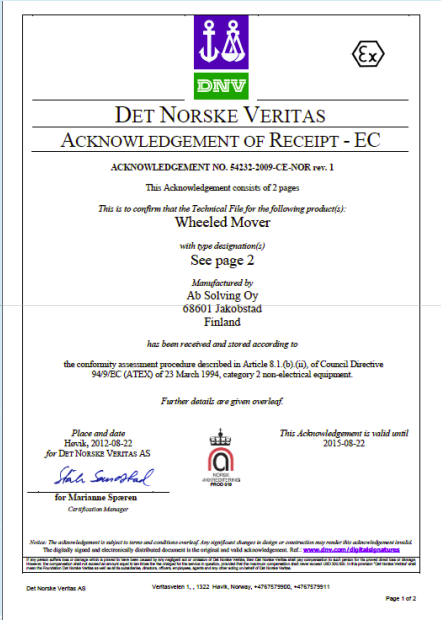 DNV
Ex
DET NORSKE VERITAS
ACKNOWLEDGEMENT OF RECEIPT - EC
ACKNOWLEDGEMENT NO. 54232-2009-CE-NOR rev. 1
This Acknowledgement consists of 2 pages
This is to confirm that the Technical File for the following product(s):
Wheeled Mover
with type designation(s)
See page 2
Manufactured by
Ab Solving Oy
68601 Jakobstad
Finland
has been received and stored according to
the conformity assessment procedure described in Article 8.1.(b).(ii), of Council Directive
94/9/EC (ATEX) of 23 March 1994, category 2 non-electrical equipment.
Further details are given overleaf.
Place and date
Høvik, 2012-08-22
for DET NORSKE VERITAS AS
for Marianne Spæren
Certification Manager
NORSK
AKKREDITERING
PROD 019
This Acknowledgement is valid until
2015-08-22
Notice: The acknowledgement is subject to terms and conditions overleaf. Any significant changes in design or construction may render this acknowledgement invalid.
The digitally signed and electronically distributed document is the original and valid acknowledgement. Ref.: www.dnv.com/digitalsignatures
Det Norske Veritas AS
Veritasveien 1, , 1322 Høvik, Norway, +4767579900, +4767579911
Page 1 of 2